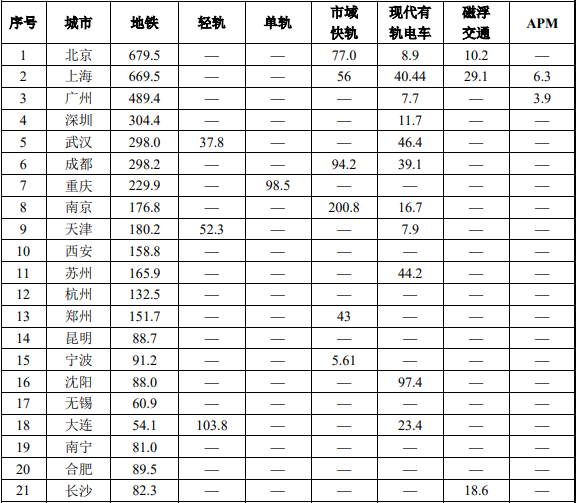 序号 城市 地铁 轻轨 单轨 市域快轨 现代有轨电车 磁浮交通 APM
1 北京 679.5 — — 77.0 8.9 10.2 —
2 上海 669.5 — — 56 40.44 29.1 6.3
3 广州 489.4 — — — 7.7 — 3.9
4 深圳 304.4 — — — 11.7 — —
5 武汉 298.0 37.8 — — 46.4 — —
6 成都 298.2 — — 94.2 39.1 — —
7 重庆 229.9 — 98.5 — — — —
8 南京 176.8 — — 200.8 16.7 — —
9 天津 180.2 52.3 — — 7.9 — —
10 西安 158.8 — — — — — —
11 苏州 165.9 — — — 44.2 — —
12 杭州 132.5 — — — — — —
13 郑州 151.7 — — 43 — — —
14 昆明 88.7 — — — — — —
15 宁波 91.2 — — 5.61 — — —
16 沈阳 88.0 — — — 97.4 — —
17 无锡 60.9 — — — — — —
18 大连 54.1 103.8 — — 23.4 — —
19 南宁 81.0 — — — — — —
20 合肥 89.5 — — — — — —
21 长沙 82.3 — — — — 18.6 —